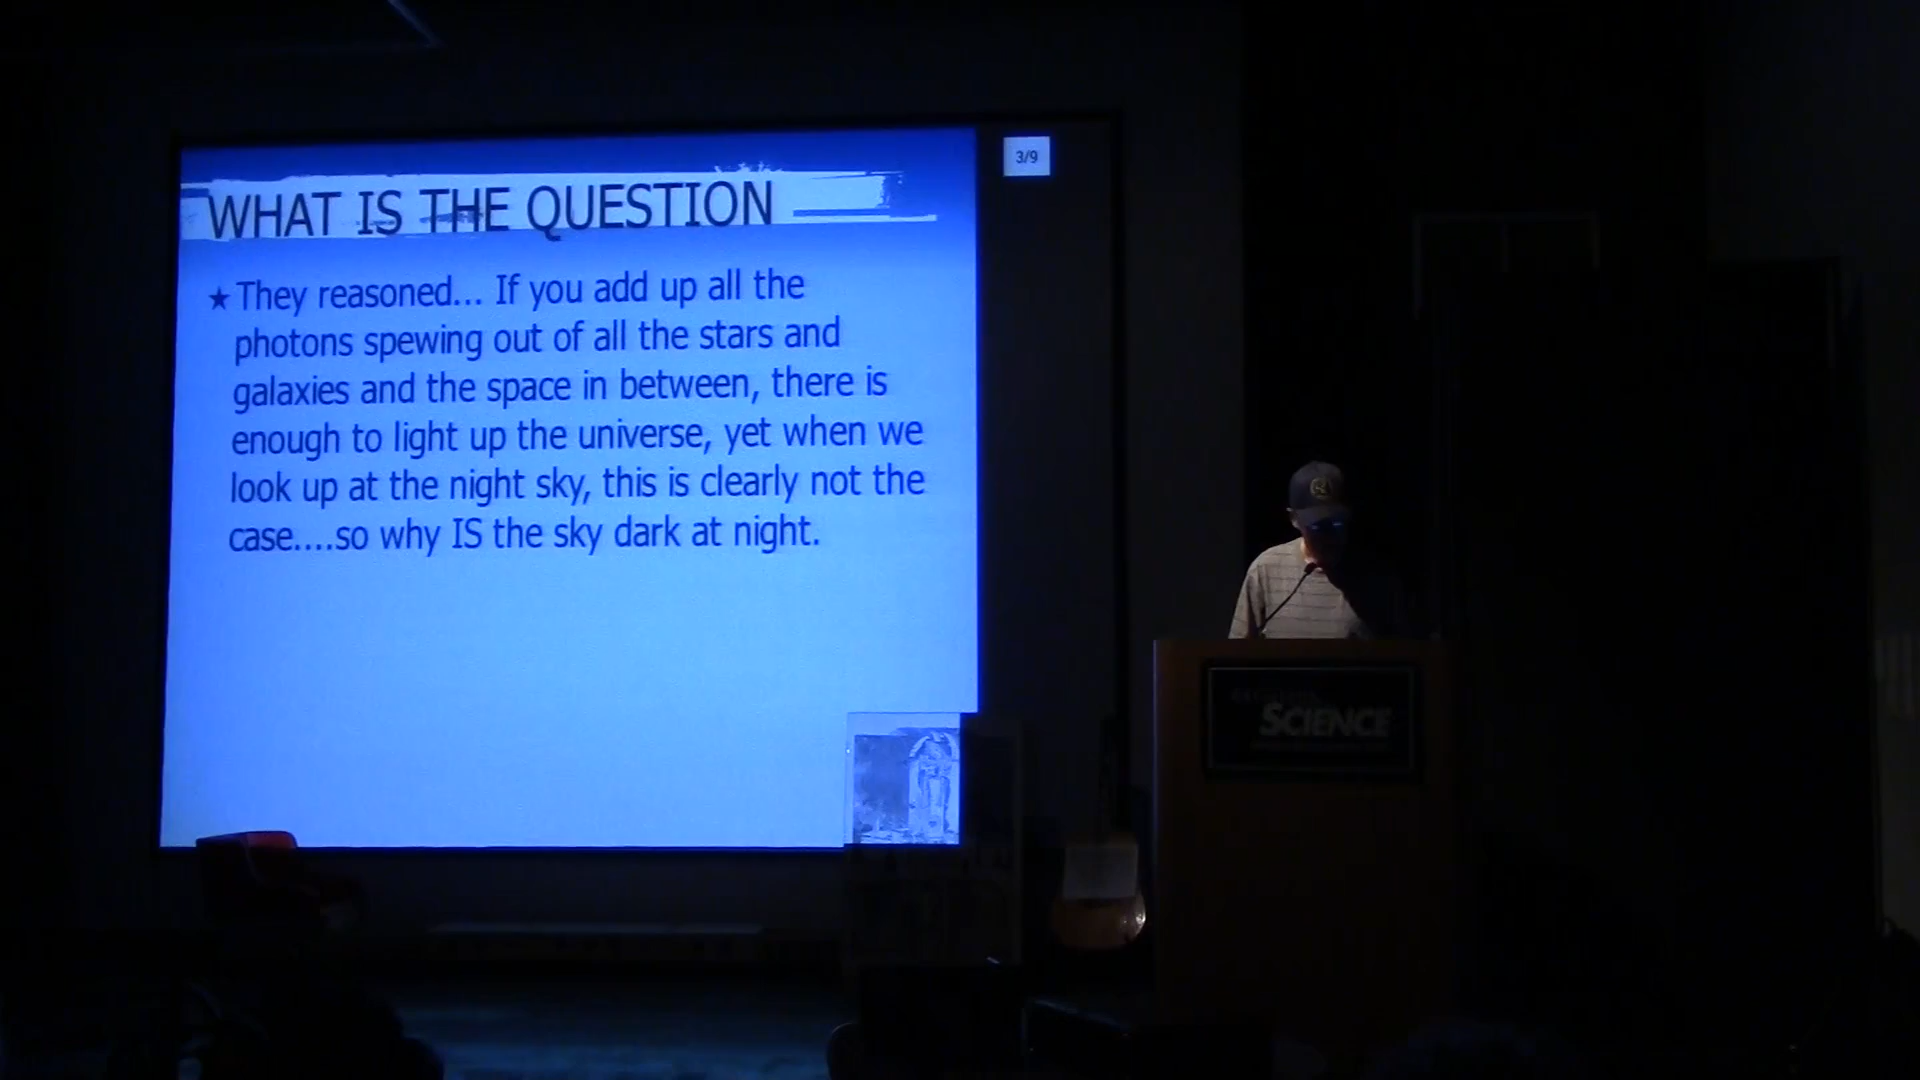 3/9
WHAT IS THE QUESTION
★ They reasoned... If you add up all the
photons spewing out of all the stars and
galaxies and the space in between, there is
enough to light up the universe, yet when we
look up at the night sky, this is clearly not the
case....so why IS the sky dark at night.
SCIENCE